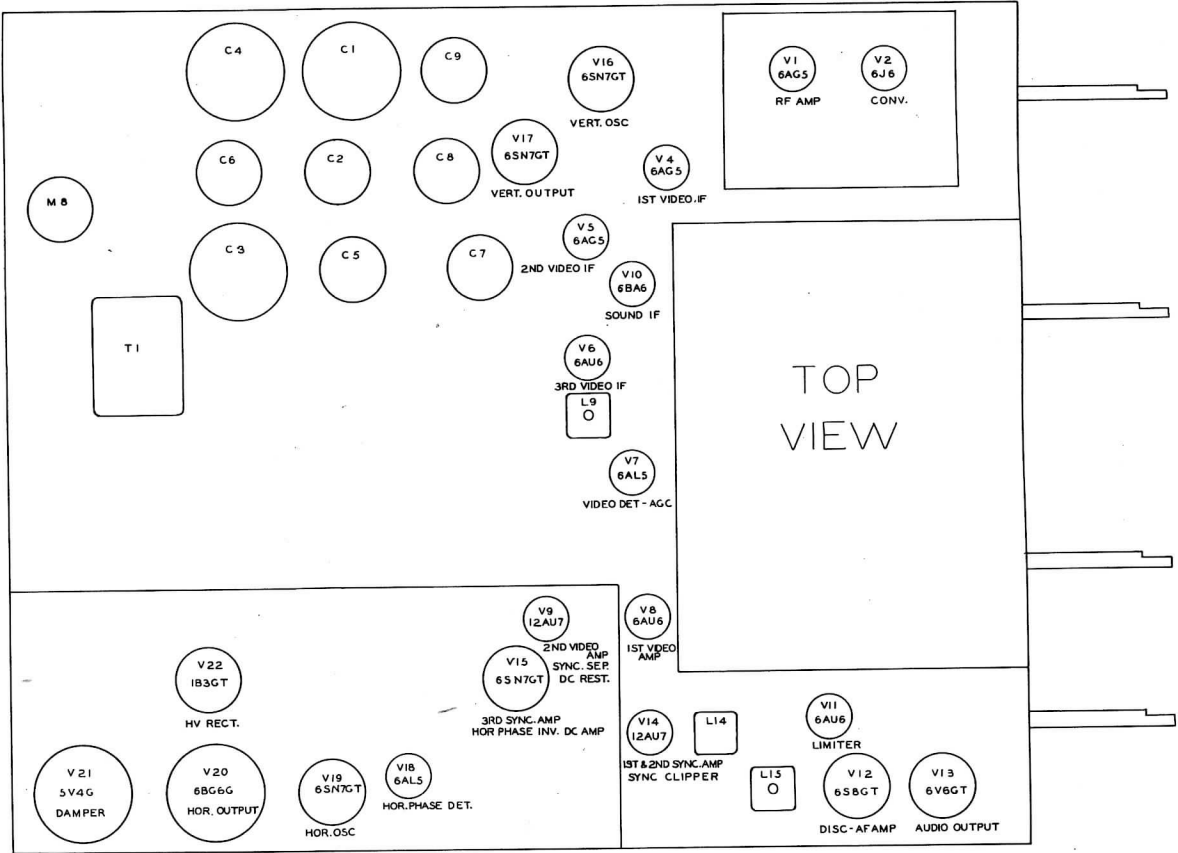 C4
C1
C9
V16
6SN7GT
VERT. OSC
V1
6AG5
RF AMP
V2
6J6
CONV.
C6
C2
C8
V17
6SN7GT
VERT. OUTPUT
V4
6AG5
1ST VIDEO.IF
M8
C3
C5
C7
V5
6AG5
2ND VIDEO IF
V10
6BA6
SOUND IF
T1
V6
6AU6
3RD VIDEO IF
L9
TOP
VIEW
V7
6AL5
VIDEO DET-AGC
V9
12AU7
2ND VIDEO
AMP
SYNC. SEP.
DC REST.
V8
6AU6
1ST VIDEO
AMP
V22
1B3GT
HV RECT.
V15
6SN7GT
3RD SYNC.AMP
HOR PHASE INV. DC AMP
V14
12AU7
1ST & 2ND SYNC.AMP
SYNC CLIPPER
L14
V11
6AU6
LIMITER
V21
5V4G
DAMPER
V20
6BG6G
HOR. OUTPUT
V19
6SN7GT
HOR.OSC
V18
6AL5
HOR.PHASE DET.
L15
V12
6S8GT
DISC-AFAMP
V13
6V6GT
AUDIO OUTPUT